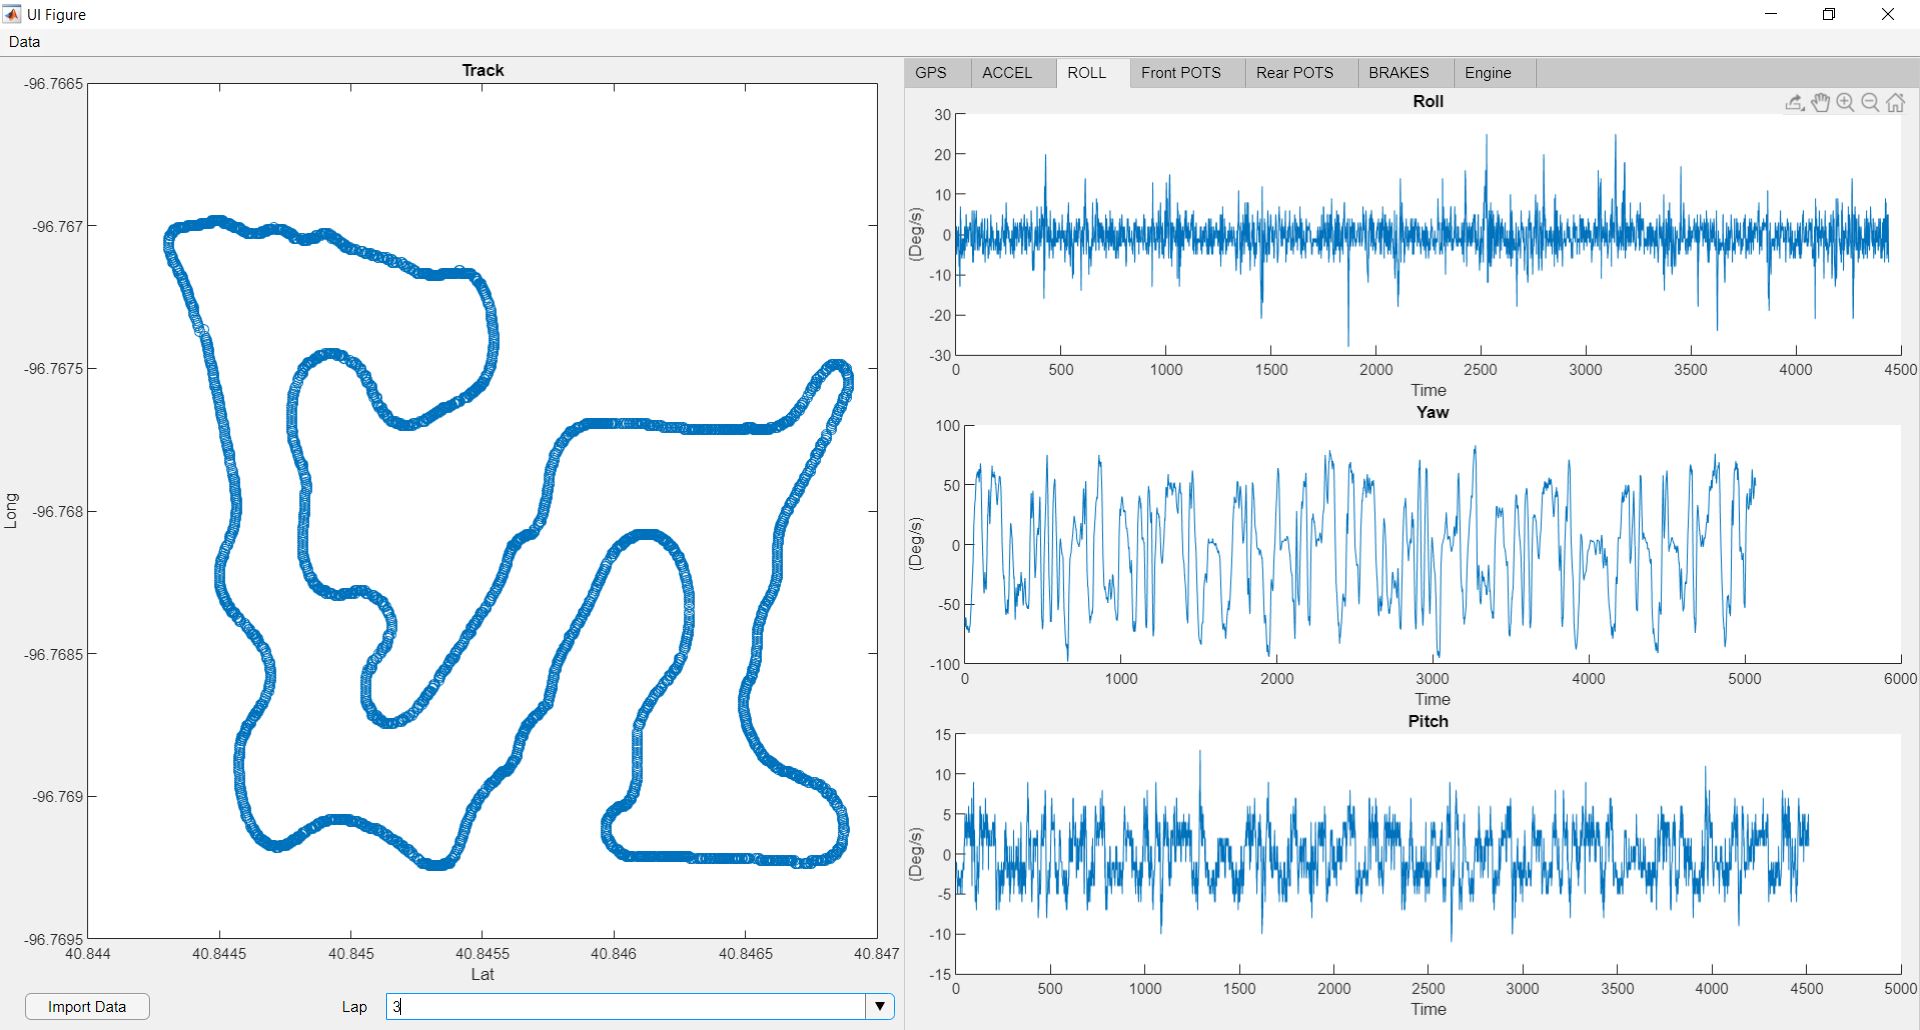 UI Figure
Data
Track
-96.7665
-96.767
-96.7675
-96.768
-96.7685
-96.769
-96.7695
Long
40.844 40.8445 40.845 40.8455 40.846 40.8465 40.847
Lat
Import Data Lap 3
GPS ACCEL ROLL Front POTS Rear POTS BRAKES Engine
Roll
30
20
10
0
-10
-20
-30
(Deg/s)
0 500 1000 1500 2000 2500 3000 3500 4000 4500
Time
Yaw
100
50
0
-50
-100
(Deg/s)
0 1000 2000 3000 4000 5000 6000
Time
Pitch
15
10
5
0
-5
-10
-15
(Deg/s)
0 500 1000 1500 2000 2500 3000 3500 4000 4500 5000
Time